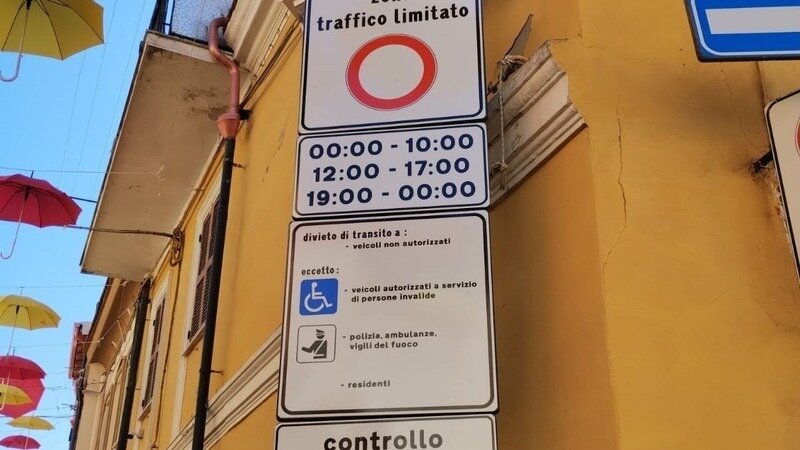 traffico limitato
00:00 - 10:00
12:00 - 17:00
19:00 - 00:00
divieto di transito a :
- veicoli non autorizzati
eccetto :
- veicoli autorizzati a servizio
di persone invalide
- polizia, ambulanze,
vigili del fuoco
- residenti
controllo